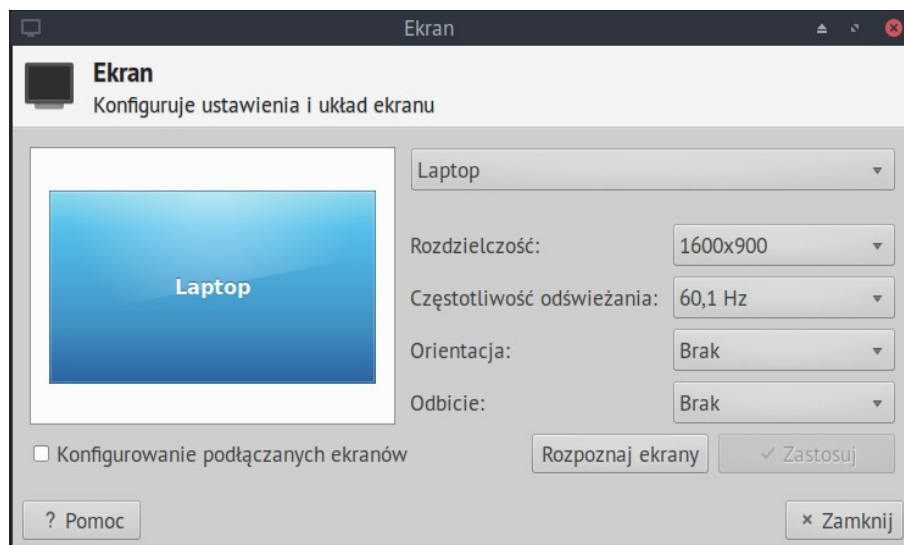 Ekran
Ekran
Konfiguruje ustawienia i układ ekranu
Laptop
Laptop
Rozdzielczość: 1600x900
Częstotliwość odświeżania: 60,1 Hz
Orientacja: Brak
Odbicie: Brak
Konfigurowanie podłączanych ekranów
Rozpoznaj ekrany
Zastosuj
? Pomoc
Zamknij